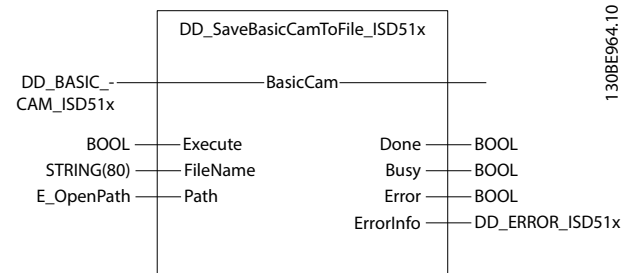 DD_SaveBasicCamToFile_ISD51x
DD_BASIC_-
CAM_ISD51x
BasicCam
BOOL Execute Done BOOL
STRING(80) FileName Busy BOOL
E_OpenPath Path Error BOOL
ErrorInfo DD_ERROR_ISD51x
130BE964.10